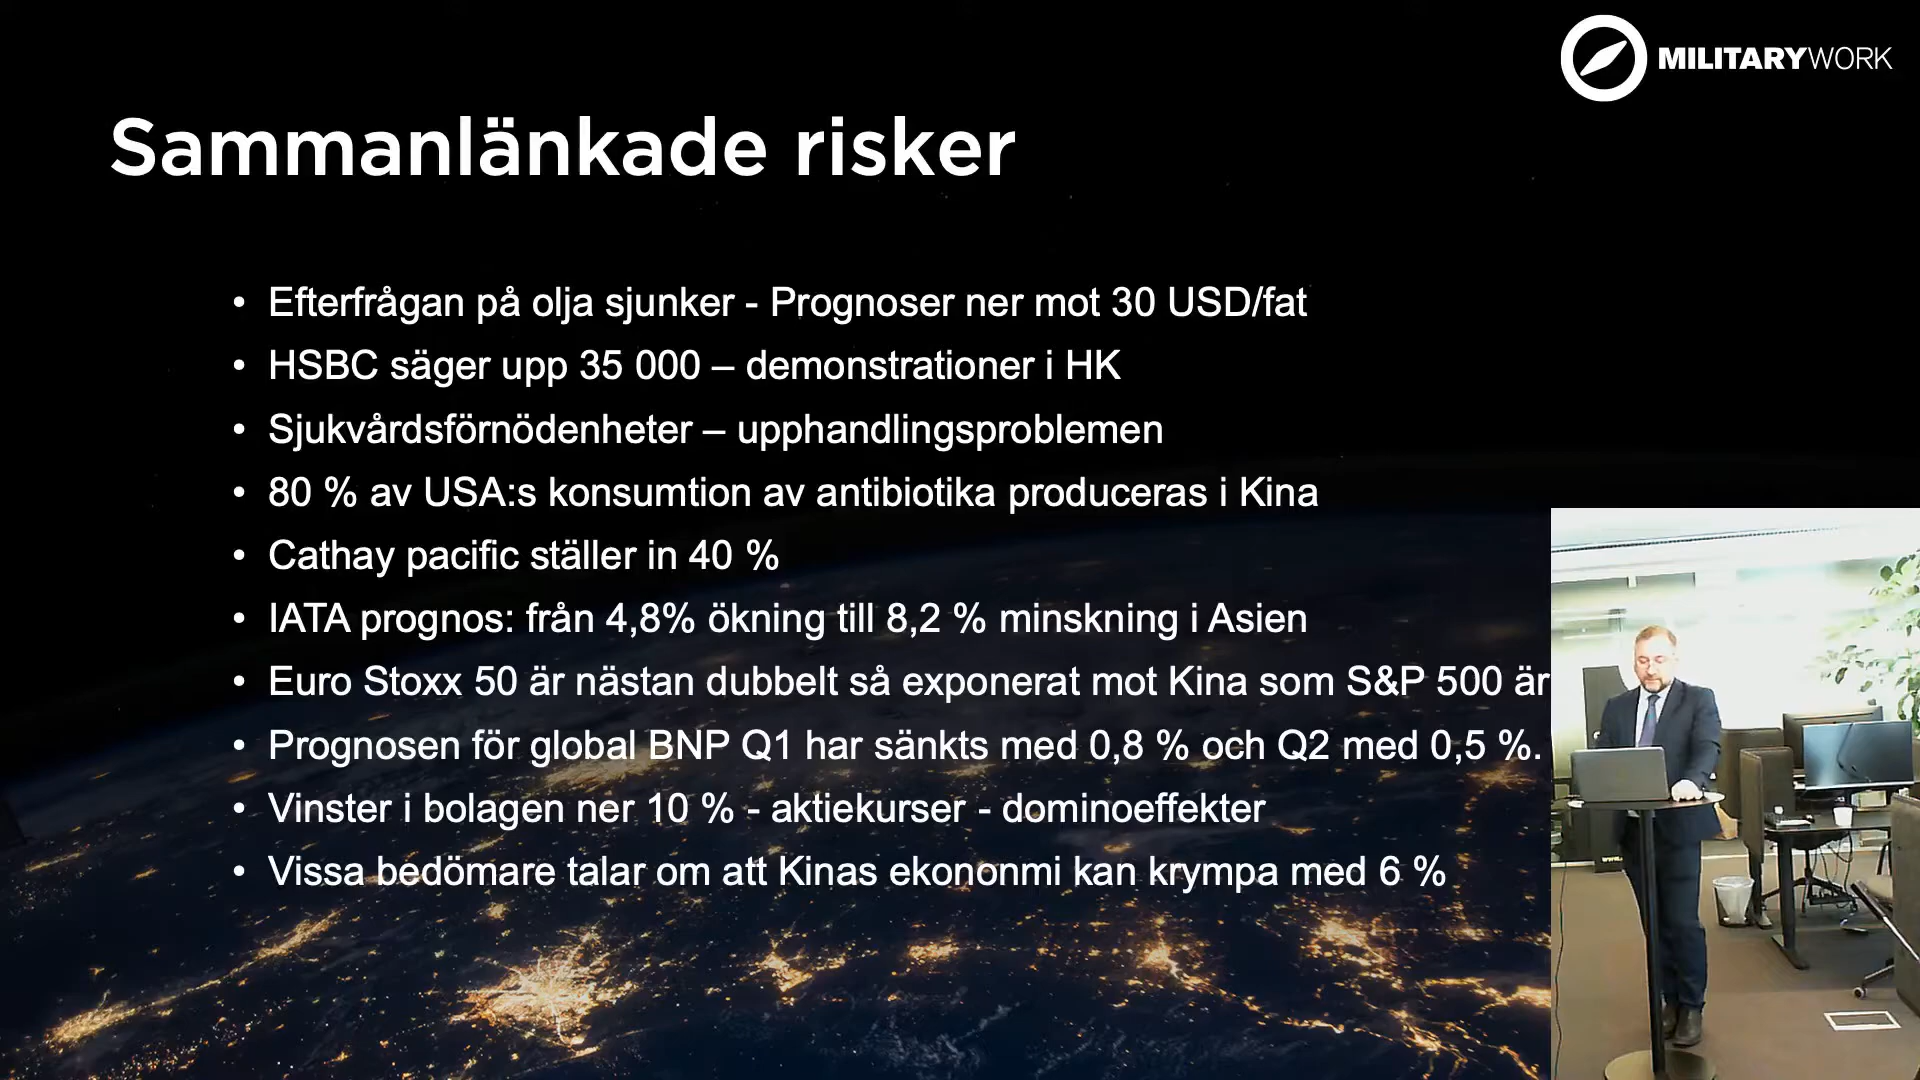 MILITARYWORK
Sammanlänkade risker
• Efterfrågan på olja sjunker - Prognoser ner mot 30 USD/fat
• HSBC säger upp 35 000 – demonstrationer i HK
• Sjukvårdsförnödenheter – upphandlingsproblemen
• 80 % av USA:s konsumtion av antibiotika produceras i Kina
• Cathay pacific ställer in 40 %
• IATA prognos: från 4,8% ökning till 8,2 % minskning i Asien
• Euro Stoxx 50 är nästan dubbelt så exponerat mot Kina som S&P 500 är
• Prognosen för global BNP Q1 har sänkts med 0,8 % och Q2 med 0,5 %.
• Vinster i bolagen ner 10 % - aktiekurser - dominoeffekter
• Vissa bedömare talar om att Kinas ekononmi kan krympa med 6 %